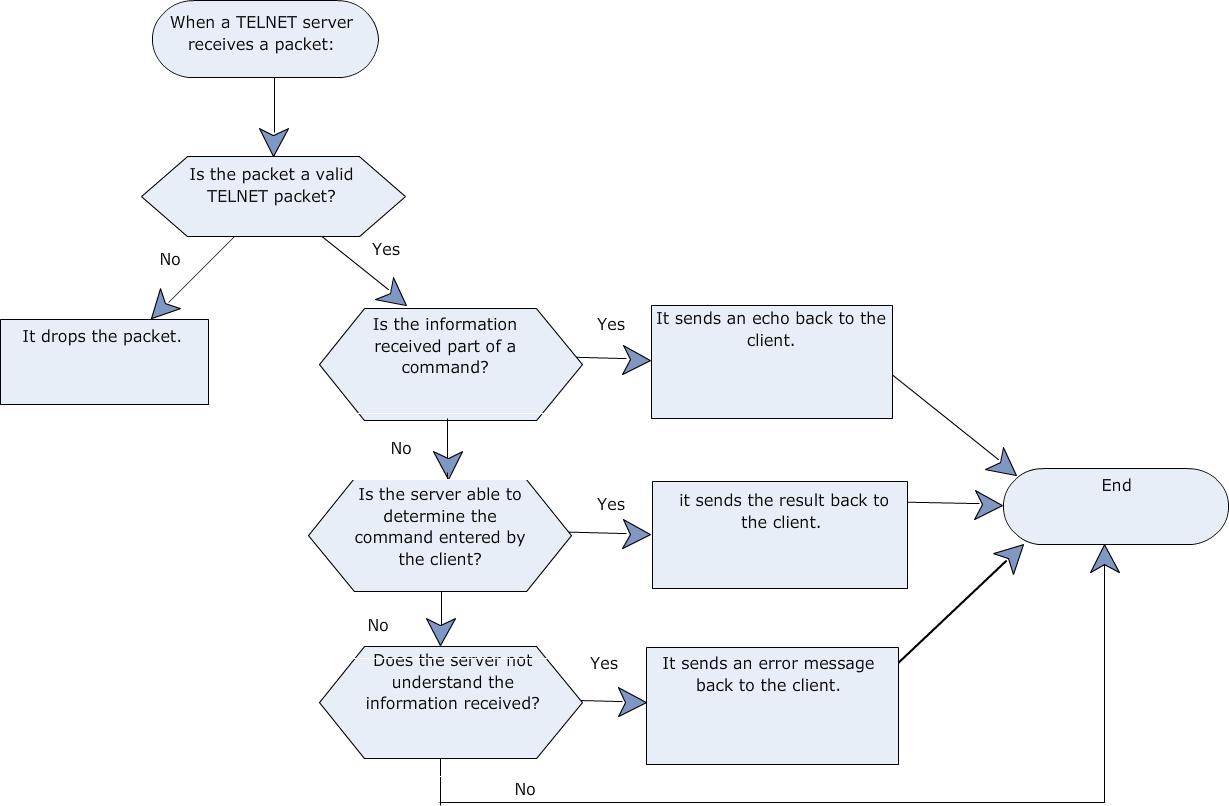 When a TELNET server
receives a packet:
Is the packet a valid
TELNET packet?
No
Yes
It drops the packet.
Is the information
received part of a
command?
Yes
It sends an echo back to the
client.
No
Is the server able to
determine the
command entered by
the client?
Yes
it sends the result back to
the client.
End
No
Does the server not
understand the
information received?
Yes
It sends an error message
back to the client.
No